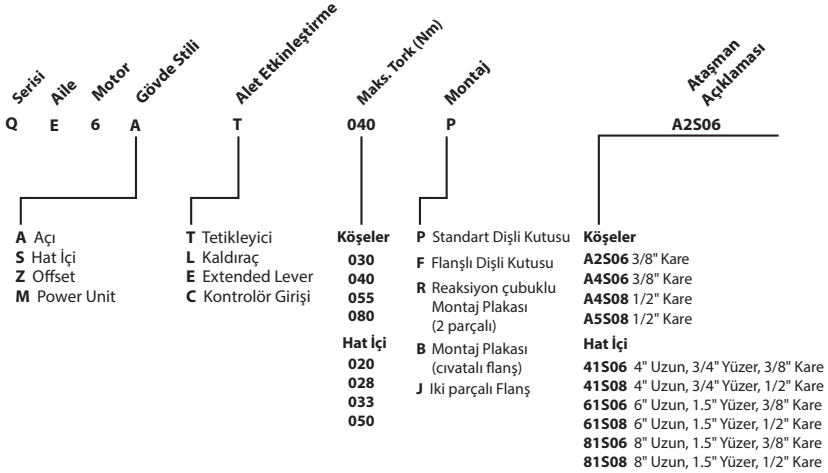 Serisi
Aile
Motor
Gövde Stili
Alet Etkinleştirme
Maks. Tork (Nm)
Montaj
Ataşman
Açıklaması
Q E 6 A T 040 P A2S06
A Açı
S Hat İçi
Z Offset
M Power Unit
T Tetikleyici
L Kaldıraç
E Extended Lever
C Kontrolör Girişi
Köşeler
030
040
055
080
Hat İçi
020
028
033
050
P Standart Dişli Kutusu
F Flanşlı Dişli Kutusu
R Reaksiyon çubuklu
Montaj Plakası
(2 parçalı)
B Montaj Plakası
(cıvatalı flanş)
J Iki parçalı Flanş
Köşeler
A2S06 3/8" Kare
A4S06 3/8" Kare
A4S08 1/2" Kare
A5S08 1/2" Kare
Hat İçi
41S06 4" Uzun, 3/4" Yüzer, 3/8" Kare
41S08 4" Uzun, 3/4" Yüzer, 1/2" Kare
61S06 6" Uzun, 1.5" Yüzer, 3/8" Kare
61S08 6" Uzun, 1.5" Yüzer, 1/2" Kare
81S06 8" Uzun, 1.5" Yüzer, 3/8" Kare
81S08 8" Uzun, 1.5" Yüzer, 1/2" Kare